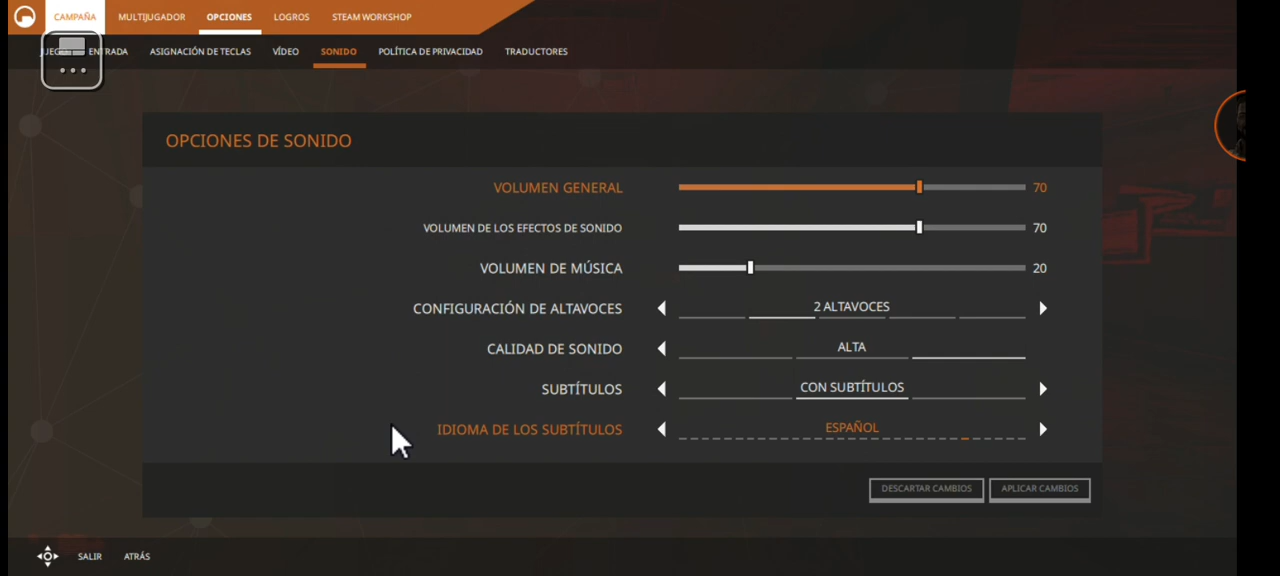 CAMPAÑA MULTIJUGADOR OPCIONES LOGROS STEAM WORKSHOP
ENTRADA ASIGNACIÓN DE TECLAS VÍDEO SONIDO POLÍTICA DE PRIVACIDAD TRADUCTORES
OPCIONES DE SONIDO
VOLUMEN GENERAL 70
VOLUMEN DE LOS EFECTOS DE SONIDO 70
VOLUMEN DE MÚSICA 20
CONFIGURACIÓN DE ALTAVOCES 2 ALTAVOCES
CALIDAD DE SONIDO ALTA
SUBTÍTULOS CON SUBTÍTULOS
IDIOMA DE LOS SUBTÍTULOS ESPAÑOL
DESCARTAR CAMBIOS APLICAR CAMBIOS
SALIR ATRÁS